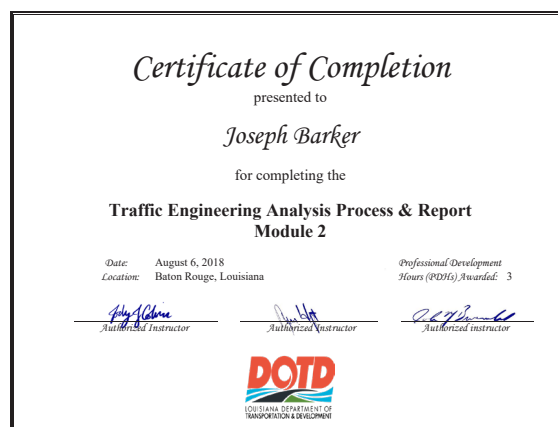 Certificate of Completion
presented to
Joseph Barker
for completing the
Traffic Engineering Analysis Process & Report
Module 2
Date: August 6, 2018
Location: Baton Rouge, Louisiana
Professional Development
Hours (PDHs) Awarded: 3
Authorized Instructor
Authorized Instructor
Authorized instructor
DOTD
LOUISIANA DEPARTMENT OF
TRANSPORTATION & DEVELOPMENT